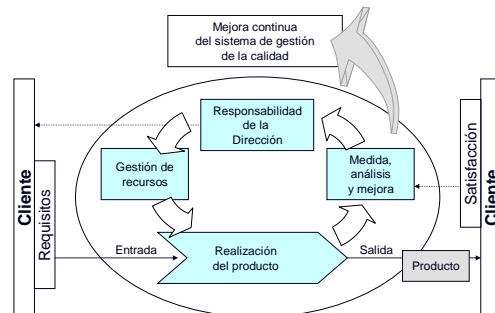 Mejora continua
del sistema de gestión
de la calidad
Responsabilidad
de la
Dirección
Gestión de
recursos
Medida,
análisis
y mejora
Cliente
Requisitos
Satisfacción
Cliente
Entrada
Realización
del producto
Salida
Producto